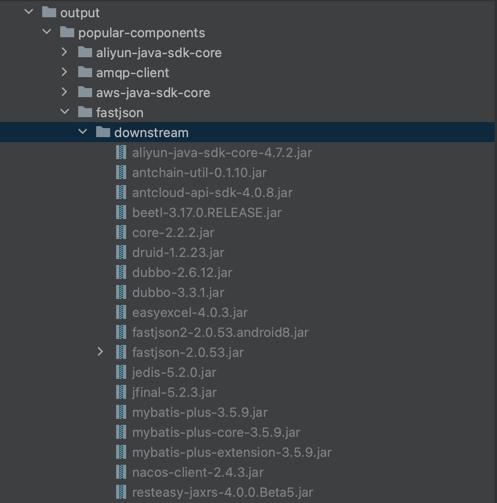 output
popular-components
aliyun-java-sdk-core
amqp-client
aws-java-sdk-core
fastjson
downstream
aliyun-java-sdk-core-4.7.2.jar
antchain-util-0.1.10.jar
antcloud-api-sdk-4.0.8.jar
beetl-3.17.0.RELEASE.jar
core-2.2.2.jar
druid-1.2.23.jar
dubbo-2.6.12.jar
dubbo-3.3.1.jar
easyexcel-4.0.3.jar
fastjson2-2.0.53.android8.jar
fastjson-2.0.53.jar
jedis-5.2.0.jar
jfinal-5.2.3.jar
mybatis-plus-3.5.9.jar
mybatis-plus-core-3.5.9.jar
mybatis-plus-extension-3.5.9.jar
nacos-client-2.4.3.jar
resteasy-jaxrs-4.0.0.Beta5.jar